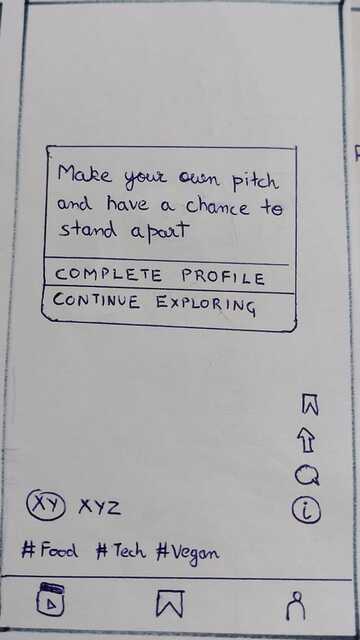 Make your own pitch
and have a chance to
stand apart
COMPLETE PROFILE
CONTINUE EXPLORING
i
XY XYZ
#Food #Tech #Vegan